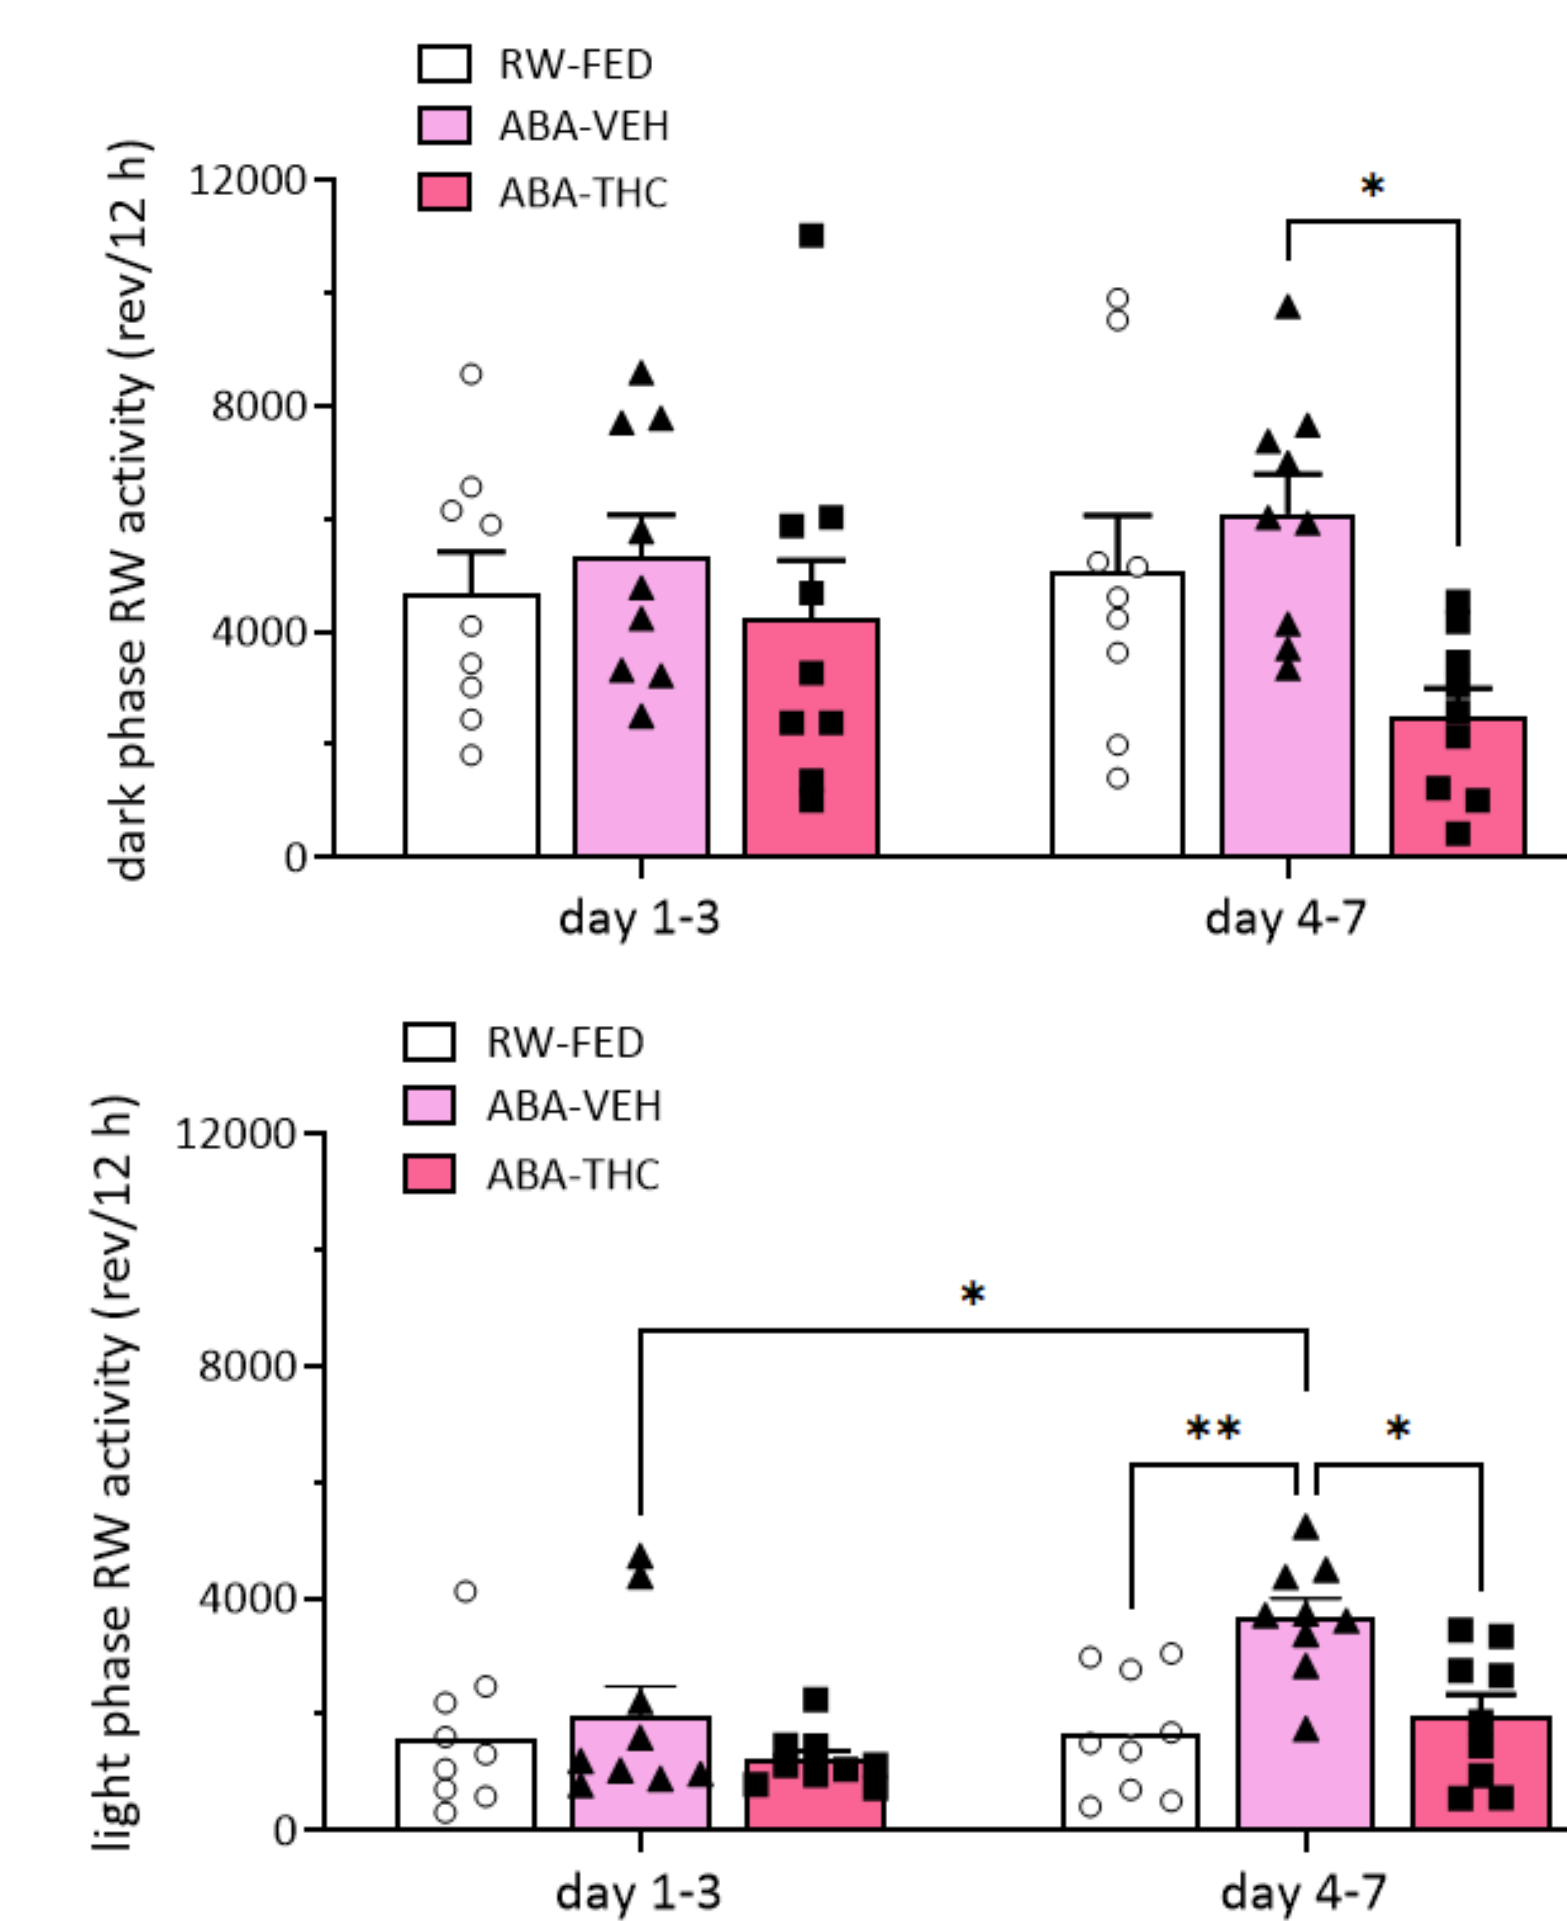 RW-FED
ABA-VEH
ABA-THC
dark phase RW activity (rev/12 h)
12000
8000
4000
0
*
day 1-3
day 4-7
RW-FED
ABA-VEH
ABA-THC
light phase RW activity (rev/12 h)
12000
8000
4000
0
*
**
*
day 1-3
day 4-7